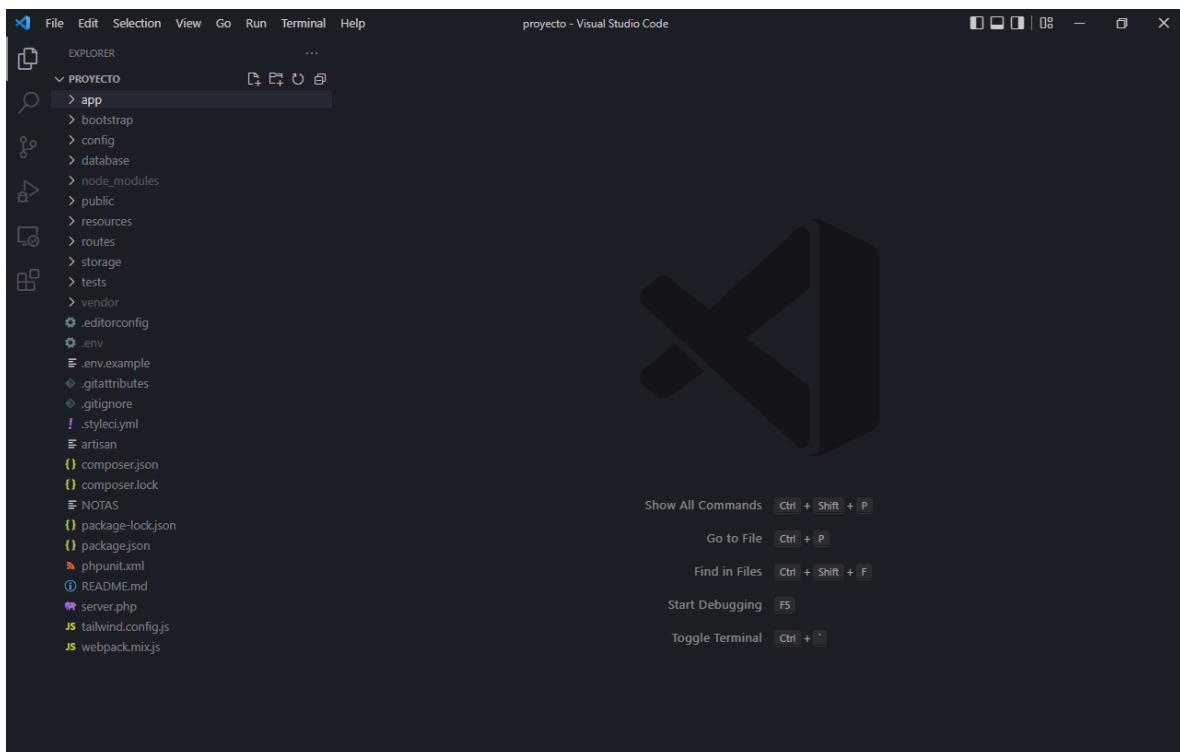 File Edit Selection View Go Run Terminal Help proyecto - Visual Studio Code
EXPLORER ...
PROYECTO
app
bootstrap
config
database
node_modules
public
resources
routes
storage
tests
vendor
.editorconfig
.env
.env.example
.gitattributes
.gitignore
! .styleci.yml
artisan
{} composer.json
{} composer.lock
NOTAS
{} package-lock.json
{} package.json
phpunit.xml
README.md
server.php
JS tailwind.config.js
JS webpack.mix.js
Show All Commands Ctrl + Shift + P
Go to File Ctrl + P
Find in Files Ctrl + Shift + F
Start Debugging F5
Toggle Terminal Ctrl + `